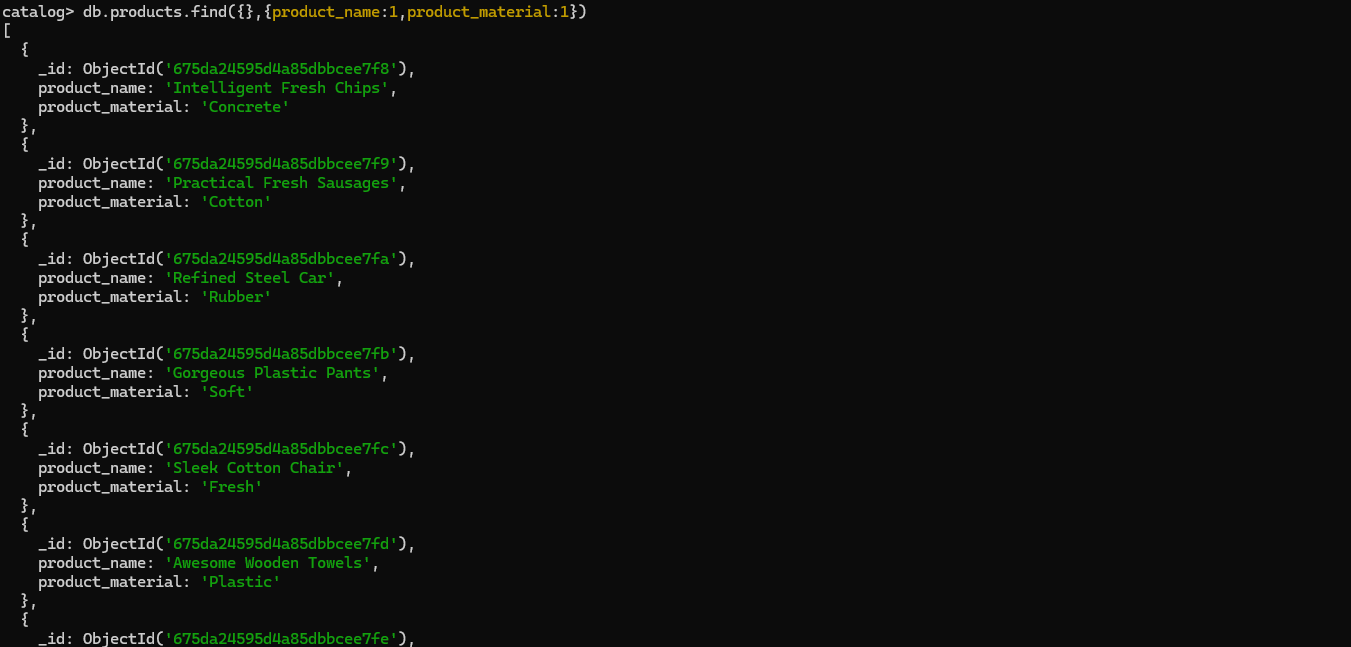 catalog> db.products.find({},{product_name:1,product_material:1})
[
  {
    _id: ObjectId('675da24595d4a85dbbcee7f8'),
    product_name: 'Intelligent Fresh Chips',
    product_material: 'Concrete'
  },
  {
    _id: ObjectId('675da24595d4a85dbbcee7f9'),
    product_name: 'Practical Fresh Sausages',
    product_material: 'Cotton'
  },
  {
    _id: ObjectId('675da24595d4a85dbbcee7fa'),
    product_name: 'Refined Steel Car',
    product_material: 'Rubber'
  },
  {
    _id: ObjectId('675da24595d4a85dbbcee7fb'),
    product_name: 'Gorgeous Plastic Pants',
    product_material: 'Soft'
  },
  {
    _id: ObjectId('675da24595d4a85dbbcee7fc'),
    product_name: 'Sleek Cotton Chair',
    product_material: 'Fresh'
  },
  {
    _id: ObjectId('675da24595d4a85dbbcee7fd'),
    product_name: 'Awesome Wooden Towels',
    product_material: 'Plastic'
  },
  {
    _id: ObjectId('675da24595d4a85dbbcee7fe'),